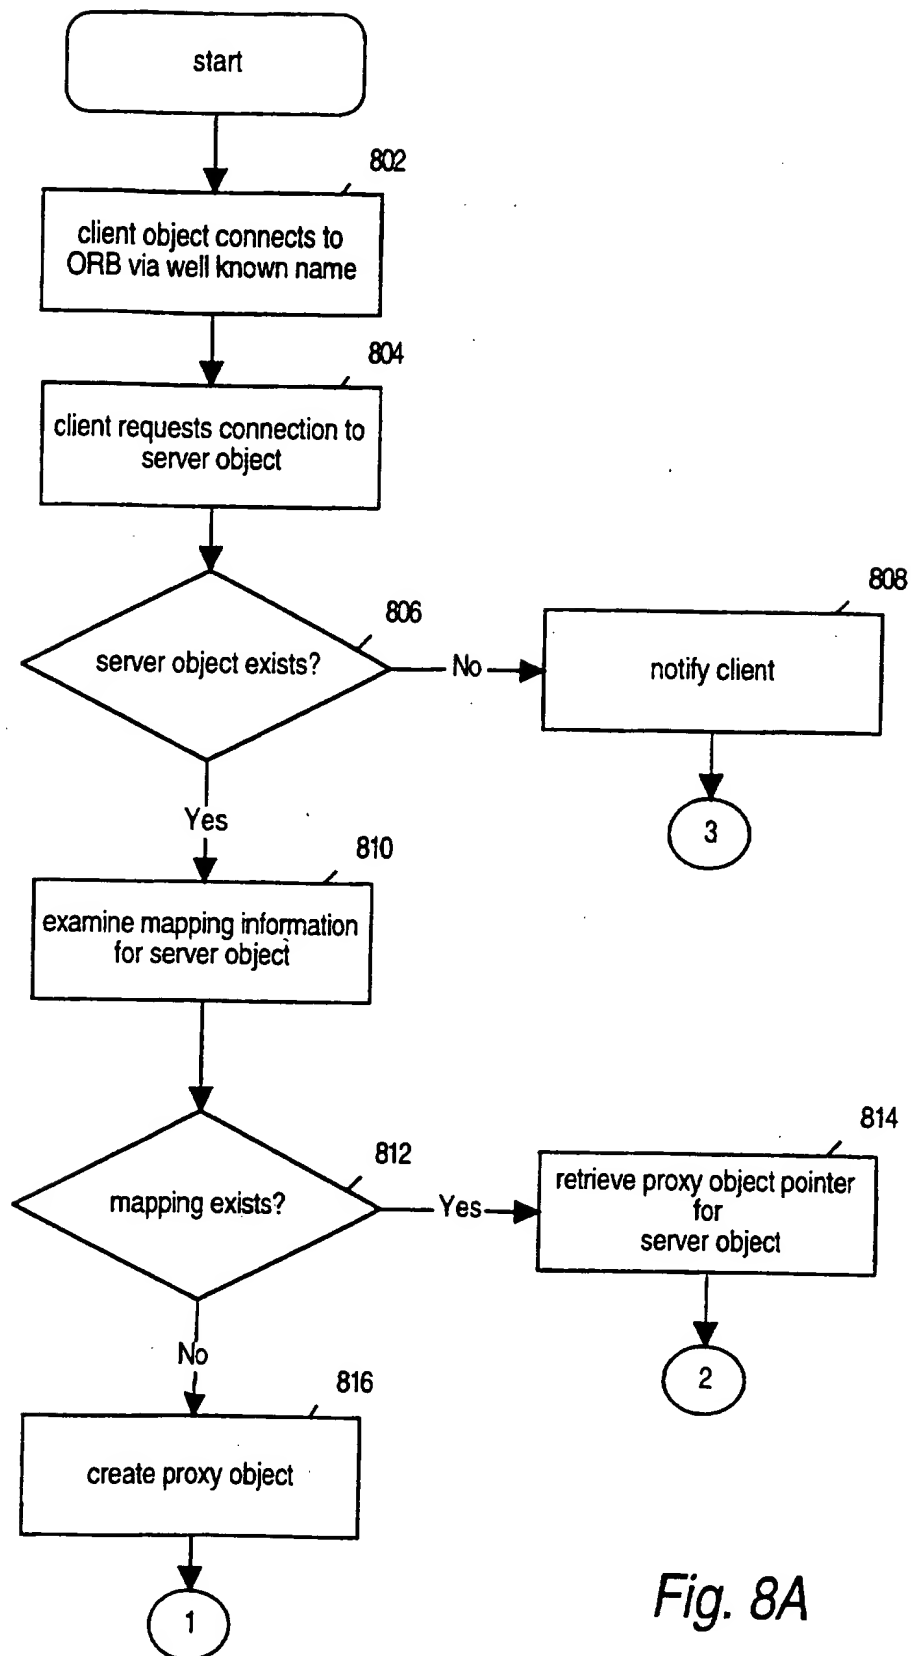 start
802
client object connects to
ORB via well known name
804
client requests connection to
server object
806
server object exists?
No
808
notify client
3
Yes
810
examine mapping information
for server object
812
mapping exists?
Yes
814
retrieve proxy object pointer
for
server object
2
No
816
create proxy object
1
Fig. 8A